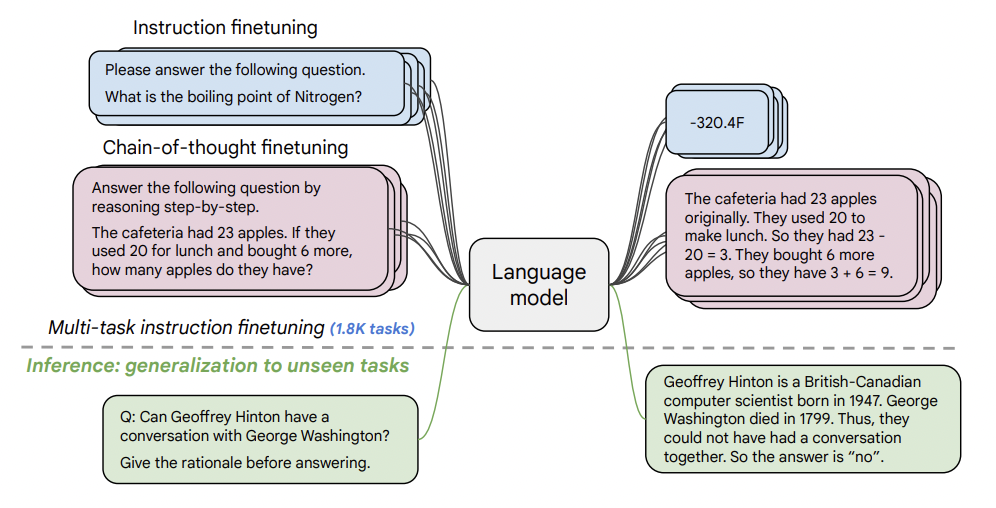 Instruction finetuning
Please answer the following question.
What is the boiling point of Nitrogen?
-320.4F
Chain-of-thought finetuning
Answer the following question by
reasoning step-by-step.
The cafeteria had 23 apples. If they
used 20 for lunch and bought 6 more,
how many apples do they have?
Language
model
The cafeteria had 23 apples
originally. They used 20 to
make lunch. So they had 23 -
20 = 3. They bought 6 more
apples, so they have 3 + 6 = 9.
Multi-task instruction finetuning (1.8K tasks)
Inference: generalization to unseen tasks
Q: Can Geoffrey Hinton have a
conversation with George Washington?
Give the rationale before answering.
Geoffrey Hinton is a British-Canadian
computer scientist born in 1947. George
Washington died in 1799. Thus, they
could not have had a conversation
together. So the answer is “no”.